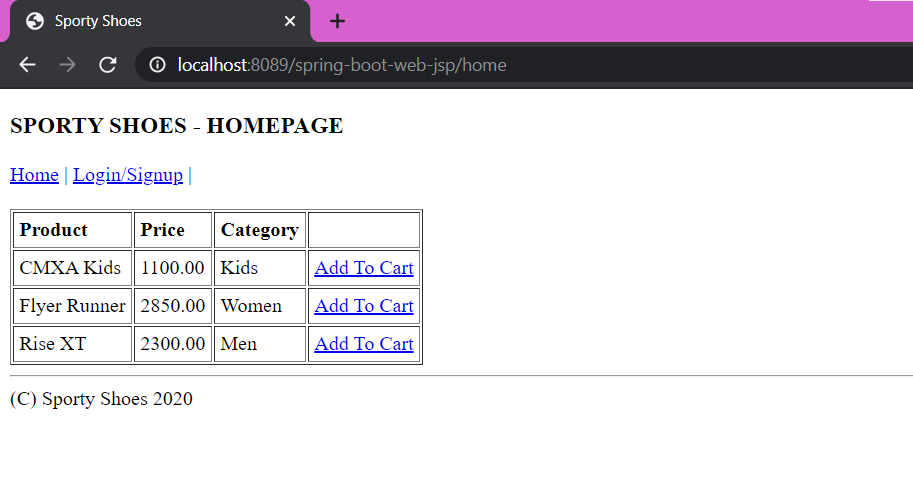 Sporty Shoes
localhost:8089/spring-boot-web-jsp/home
SPORTY SHOES - HOMEPAGE
Home | Login/Signup |
Product Price Category
CMXA Kids 1100.00 Kids Add To Cart
Flyer Runner 2850.00 Women Add To Cart
Rise XT 2300.00 Men Add To Cart
(C) Sporty Shoes 2020